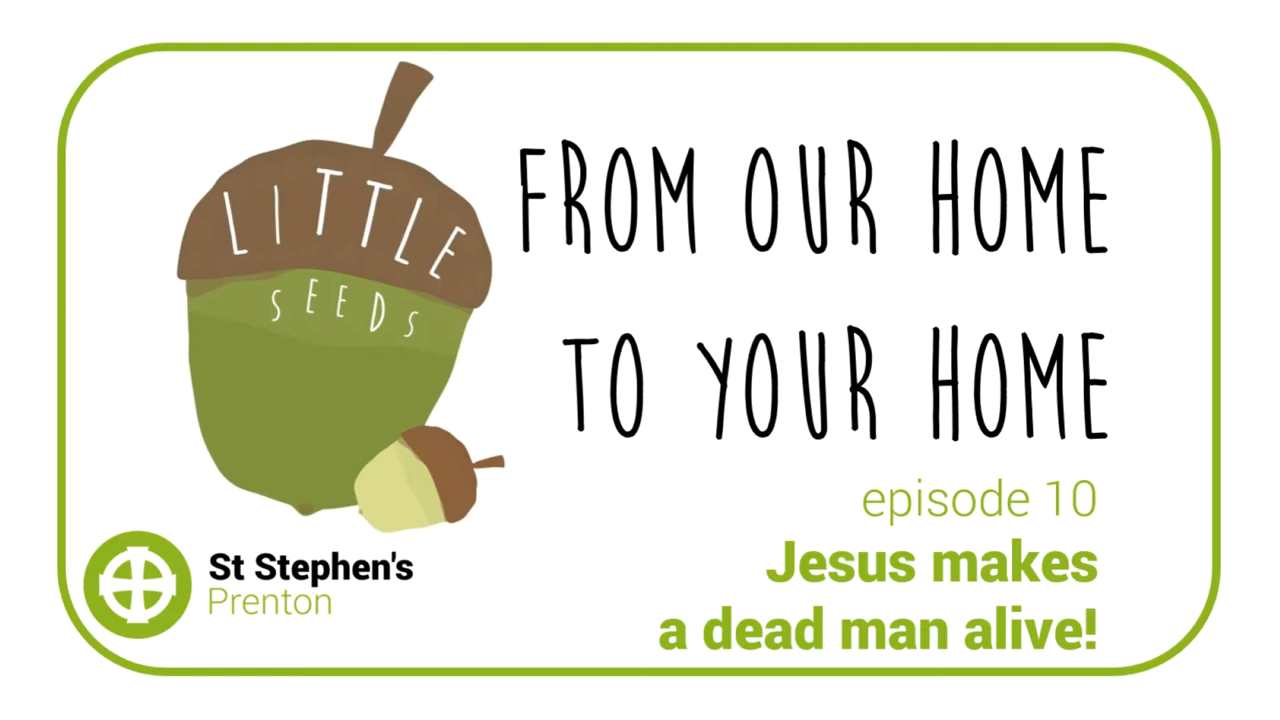 LiTTLE
SEEDS
FROM OUR HOME
TO YOUR HOME
episode 10
Jesus makes
a dead man alive!
St Stephen's
Prenton